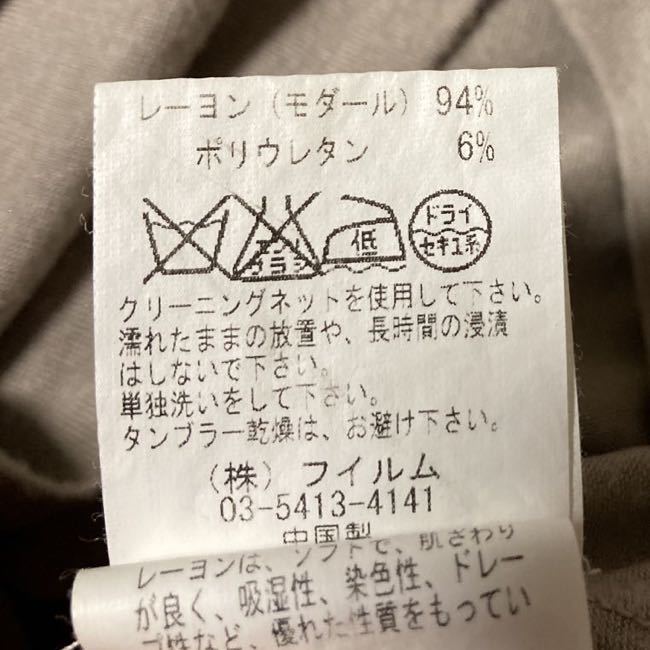 レーヨン（モダール） 94%
ポリウレタン 6%
エンソ
サラシ
低
ドライ
セキユ系
クリーニングネットを使用して下さい。
濡れたままの放置や、長時間の浸漬
はしないで下さい。
単独洗いをして下さい。
タンブラー乾燥は、お避け下さい。
（株） フイルム
03-5413-4141
中国製
レーヨンは、ソフトで、肌ざわり
が良く、吸湿性、染色性、ドレー
プ性など、優れた性質をもってい